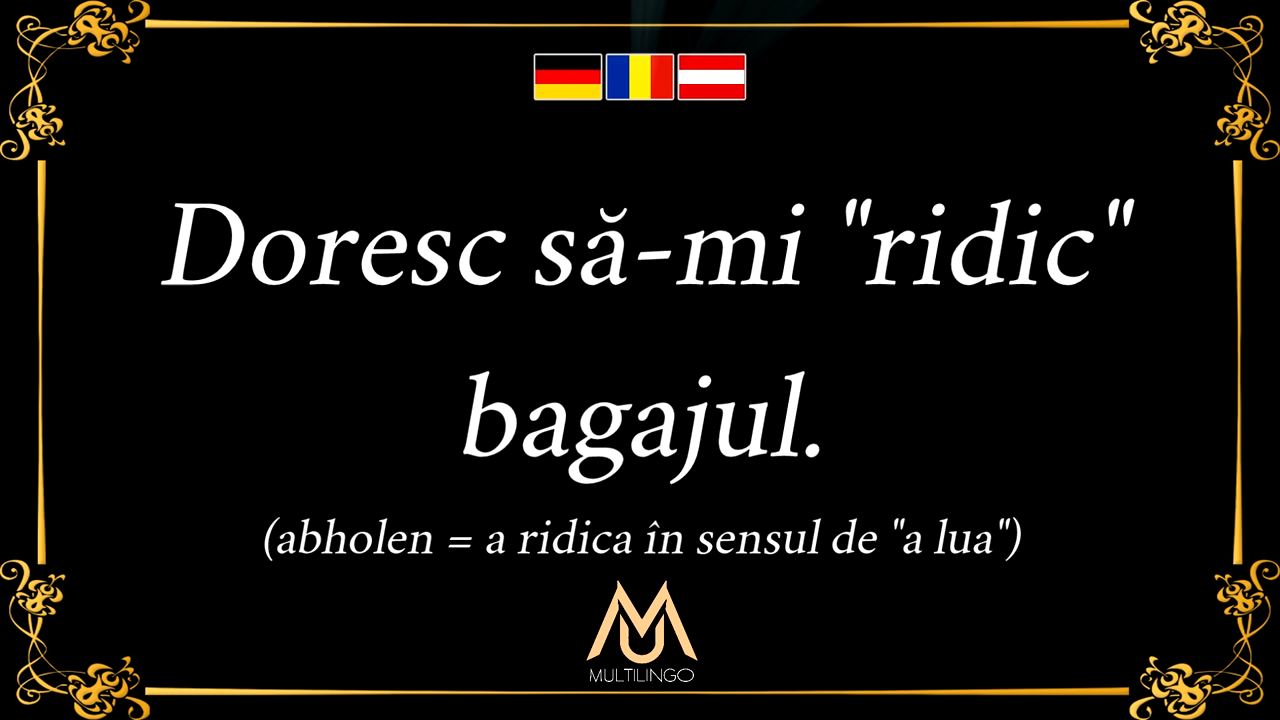 Doresc să-mi "ridic"
bagajul.
(abholen = a ridica în sensul de "a lua")
MULTILINGO